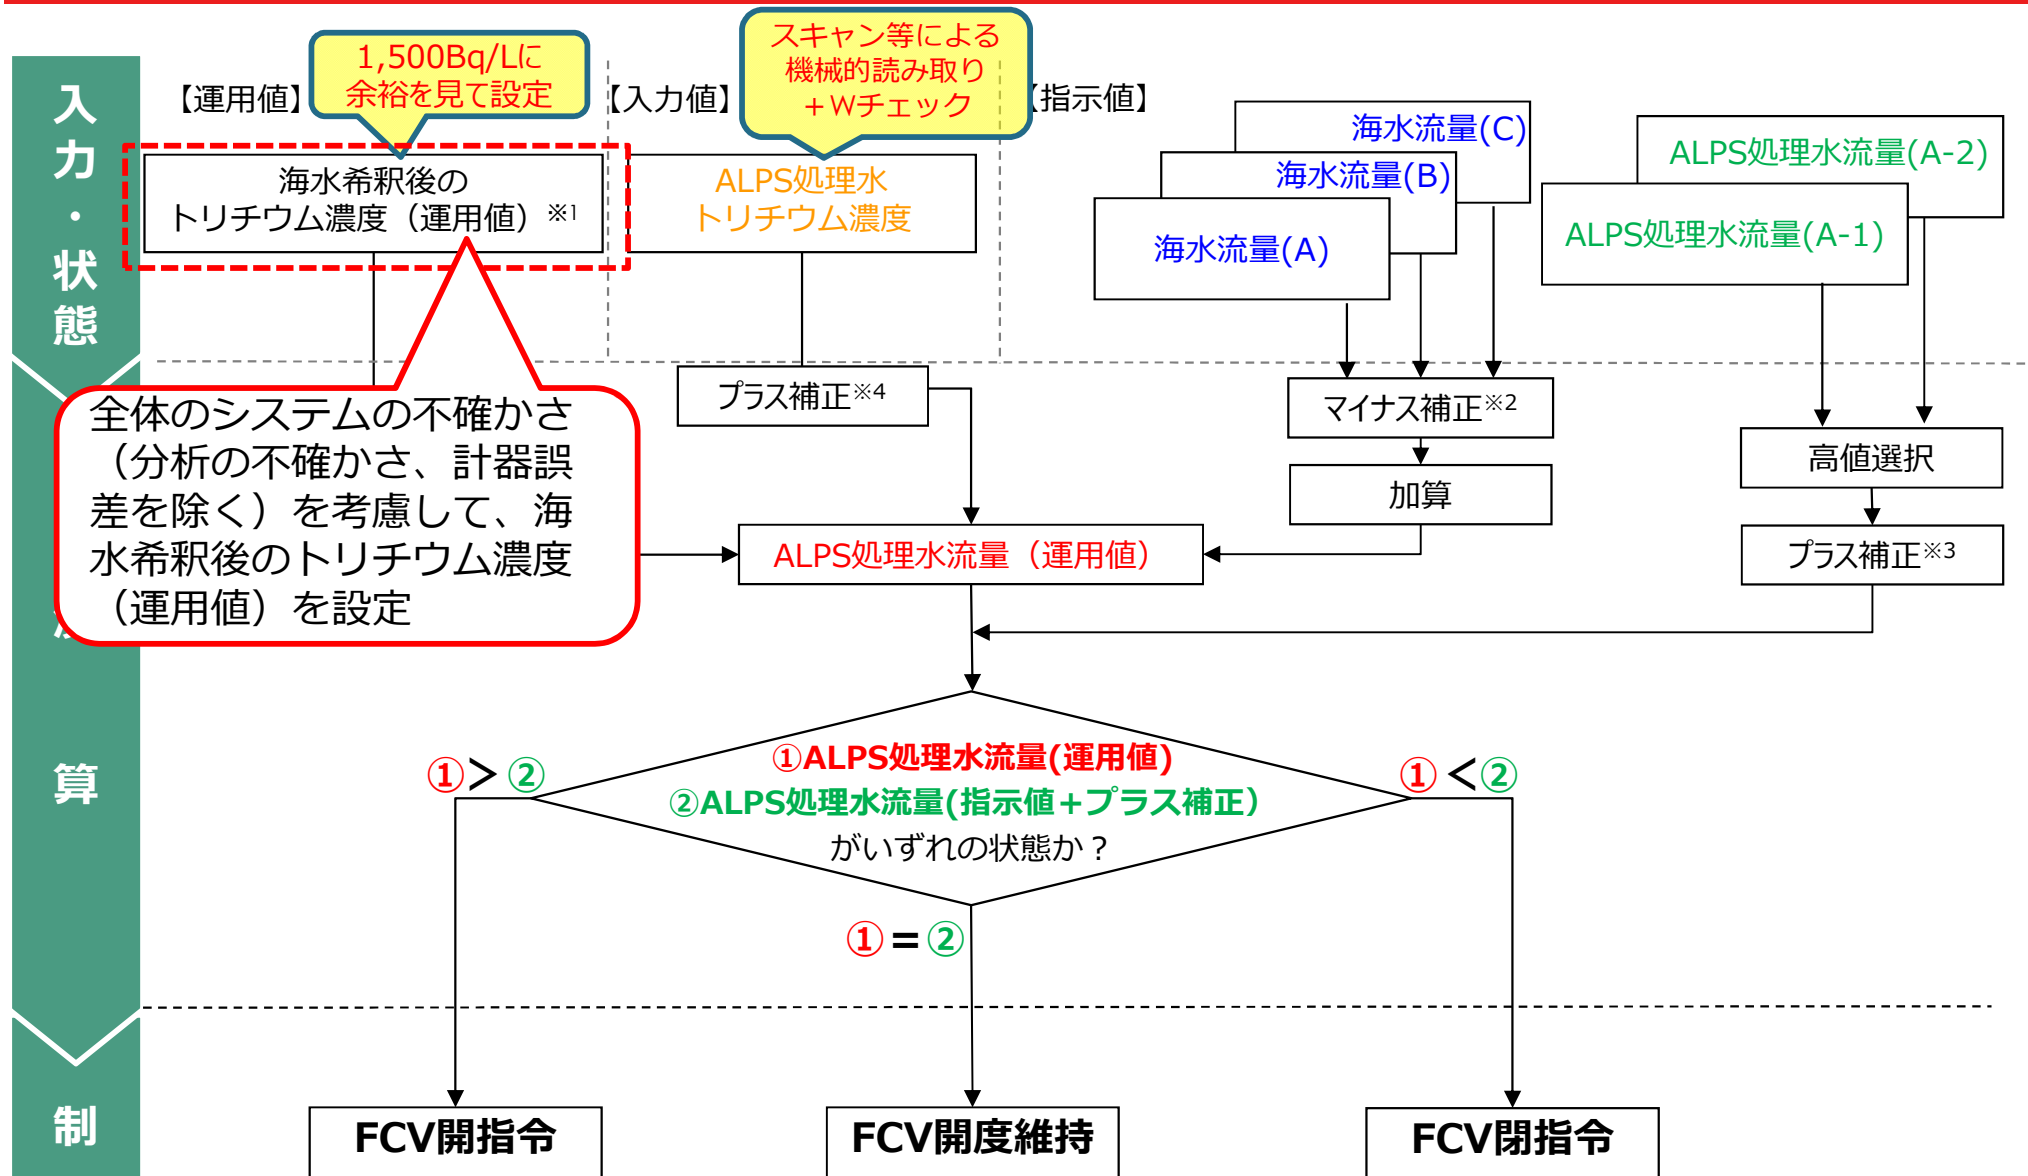 入力・状態
【運用値】
1,500Bq/Lに
余裕を見て設定
【入力値】
スキャン等による
機械的読み取り
+Wチェック
【指示値】
海水希釈後の
トリチウム濃度（運用値）※1
ALPS処理水
トリチウム濃度
海水流量(C)
海水流量(B)
海水流量(A)
ALPS処理水流量(A-2)
ALPS処理水流量(A-1)
プラス補正※4
マイナス補正※2
全体のシステムの不確かさ
（分析の不確かさ、計器誤
差を除く）を考慮して、海
水希釈後のトリチウム濃度
（運用値）を設定
高値選択
加算
ALPS処理水流量（運用値）
プラス補正※3
算
①ALPS処理水流量(運用値)
②ALPS処理水流量(指示値+プラス補正）
がいずれの状態か？
①＞②
①＜②
①＝②
制
FCV開指令
FCV開度維持
FCV閉指令